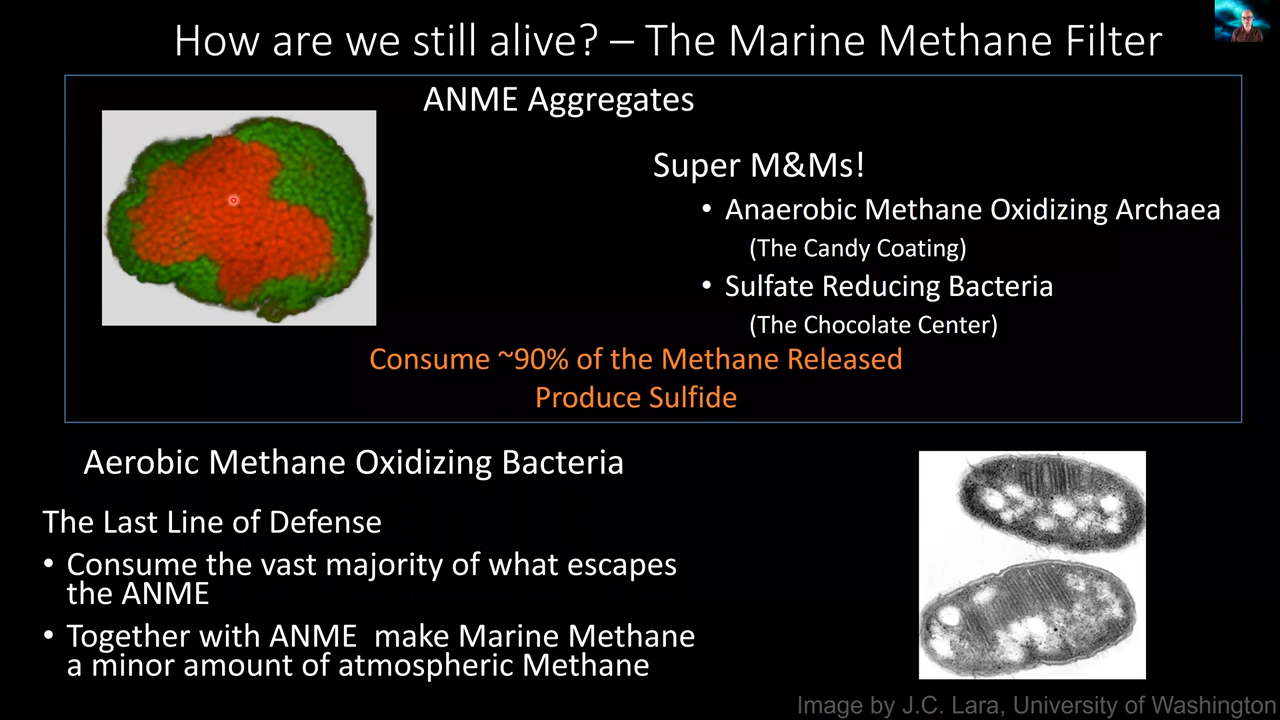 How are we still alive? – The Marine Methane Filter
ANME Aggregates
Super M&Ms!
• Anaerobic Methane Oxidizing Archaea
(The Candy Coating)
• Sulfate Reducing Bacteria
(The Chocolate Center)
Consume ~90% of the Methane Released
Produce Sulfide
Aerobic Methane Oxidizing Bacteria
The Last Line of Defense
• Consume the vast majority of what escapes
the ANME
• Together with ANME make Marine Methane
a minor amount of atmospheric Methane
Image by J.C. Lara, University of Washington